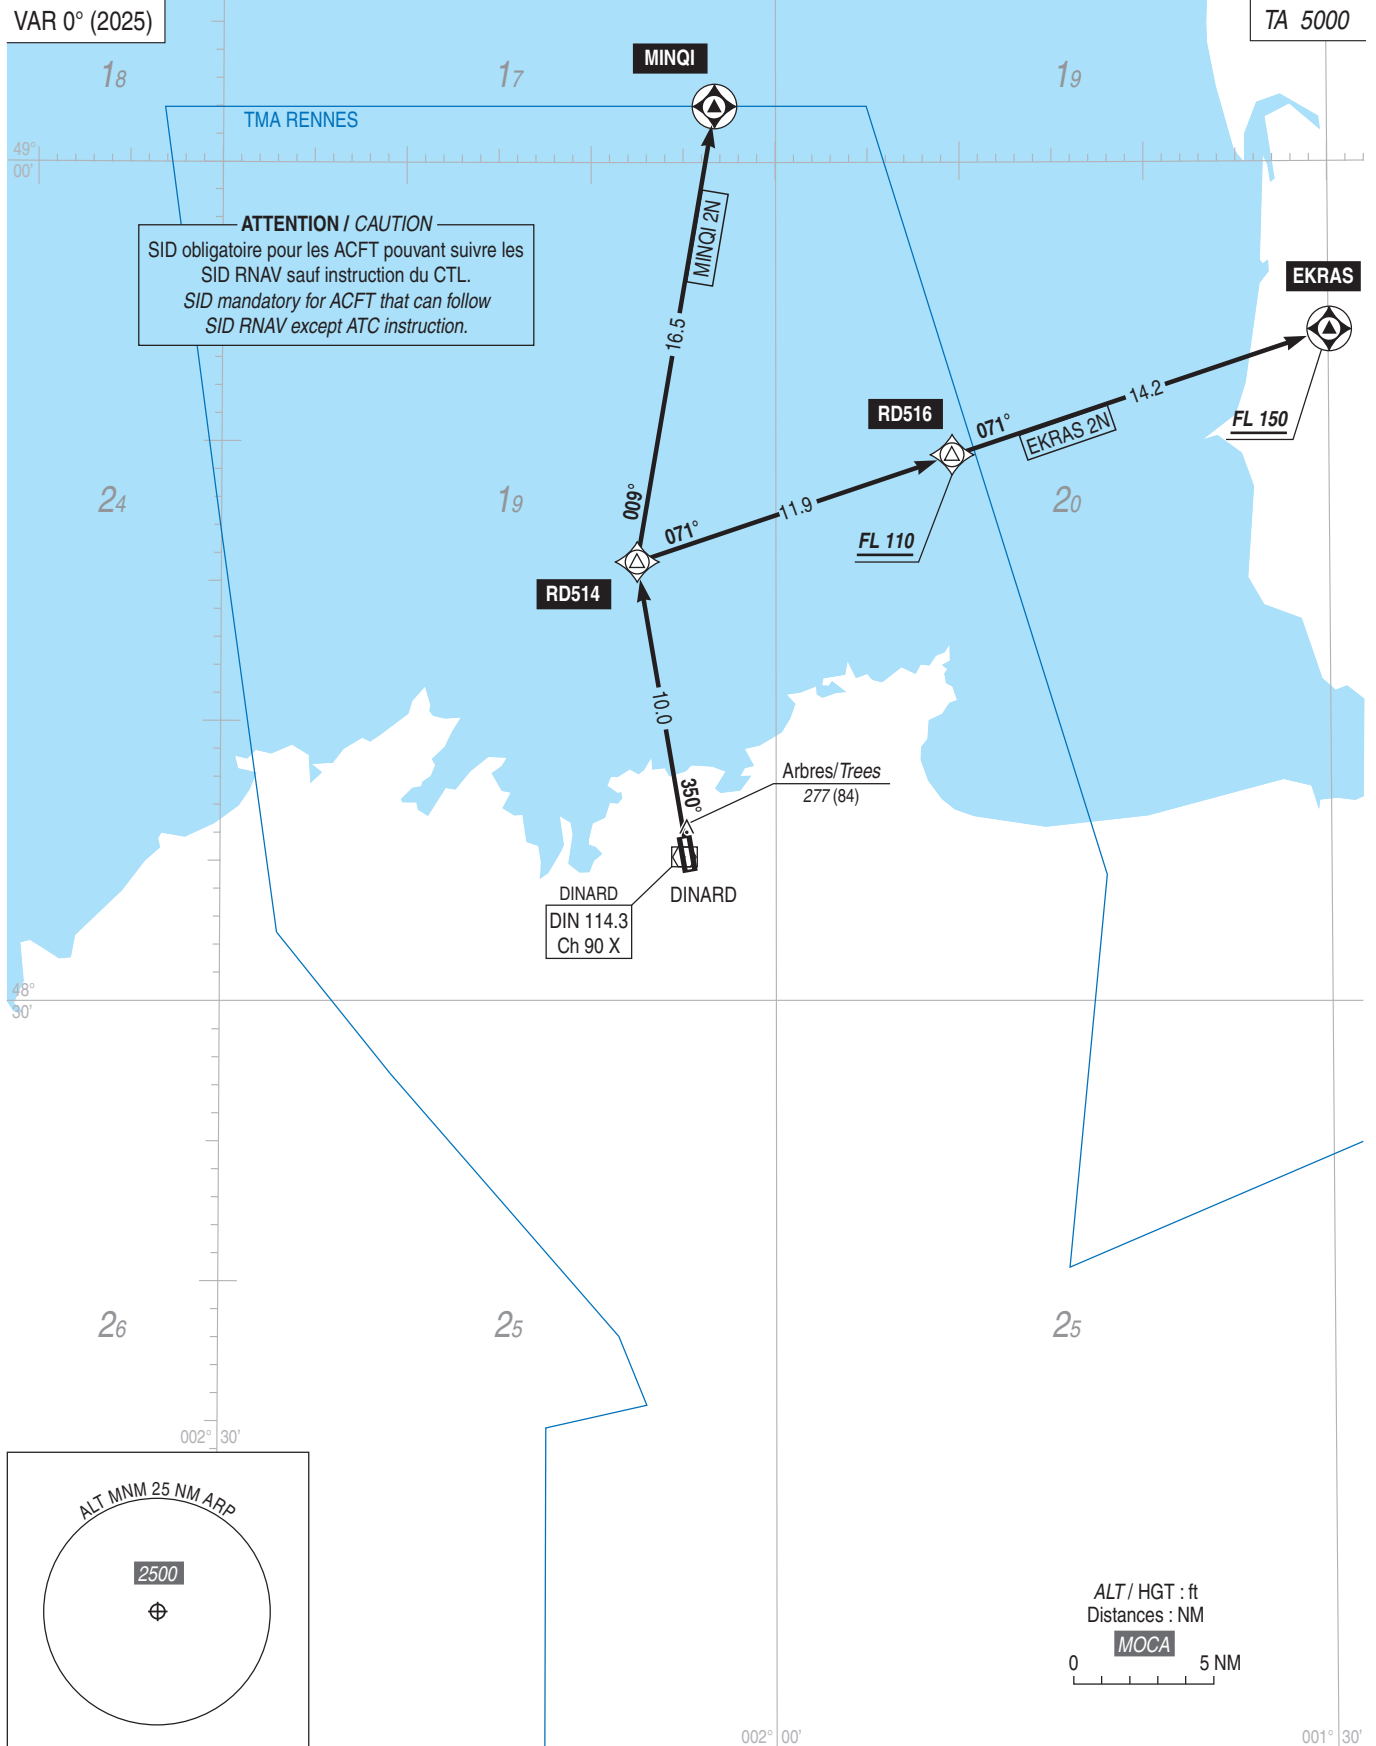 VAR 0° (2025)
TA 5000
MINQI
18
17
19
TMA RENNES
49°
00'
ATTENTION / CAUTION
SID obligatoire pour les ACFT pouvant suivre les
SID RNAV sauf instruction du CTL.
SID mandatory for ACFT that can follow
SID RNAV except ATC instruction.
MINQI 2N
EKRAS
16.5
14.2
RD516
071°
EKRAS 2N
FL 150
24
19
009°
071°
11.9
20
FL 110
RD514
10.0
350°
Arbres/Trees
277 (84)
DINARD
DINARD
DIN 114.3
Ch 90 X
48°
30'
26
25
25
002° 30'
ALT MNM 25 NM ARP
2500
ALT / HGT : ft
Distances : NM
MOCA
0 5 NM
002° 00'
001° 30'